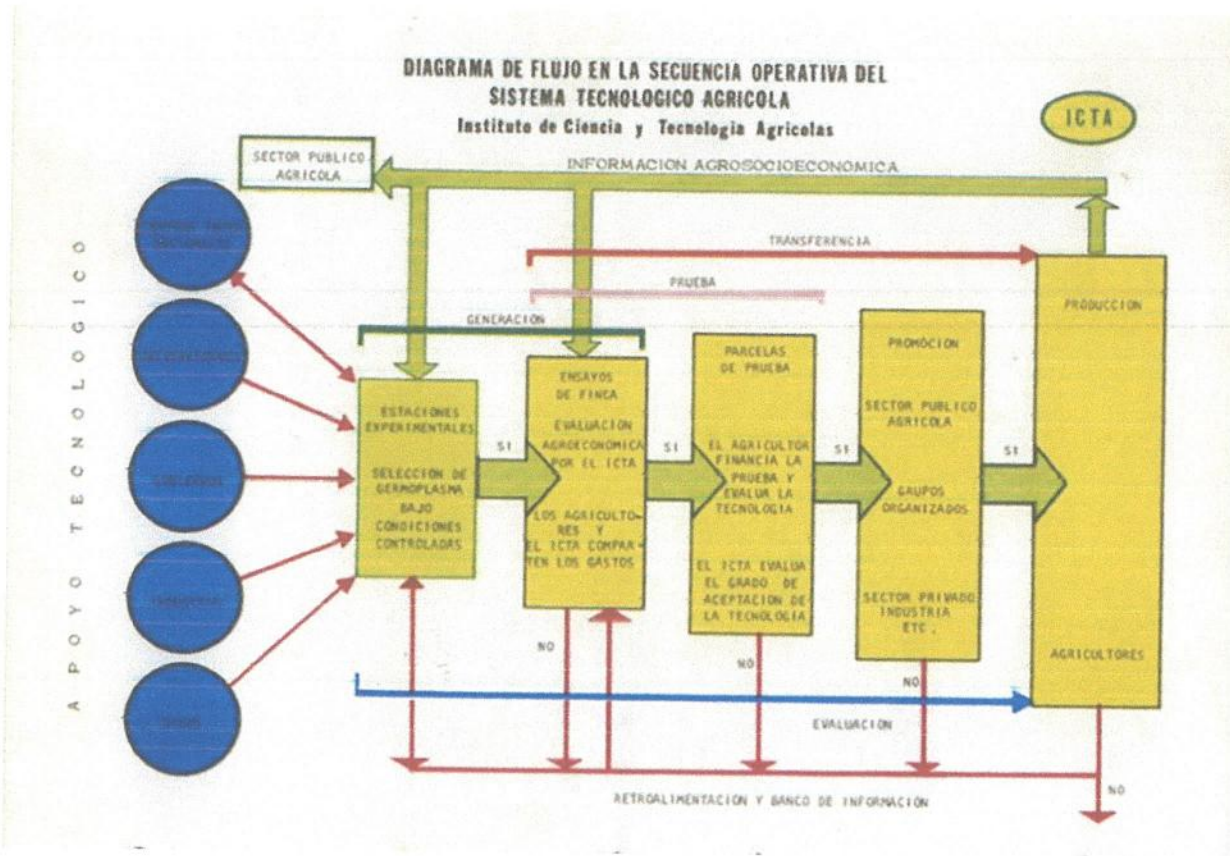 DIAGRAMA DE FLUJO EN LA SECUENCIA OPERATIVA DEL
SISTEMA TECNOLOGICO AGRICOLA
Instituto de Ciencia y Tecnologia Agricolas
ICTA
SECTOR PUBLICO
AGRICOLA
INFORMACION AGROSOCIOECONOMICA
APOYO TECNOLOGICO
TRANSFERENCIA
PRUEBA
GENERACION
ESTACIONES
EXPERIMENTALES
SELECCION DE
GERMOPLASMA
BAJO
CONDICIONES
CONTROLADAS
SI
ENSAYOS
DE FINCA
EVALUACION
AGROECONOMICA
POR EL ICTA
LOS AGRICULTO-
RES Y
EL ICTA COMPAR-
TEN LOS GASTOS
SI
PARCELAS
DE PRUEBA
EL AGRICULTOR
FINANCIA LA
PRUEBA Y
EVALUA LA
TECNOLOGIA
EL ICTA EVALUA
EL GRADO DE
ACEPTACION DE
LA TECNOLOGIA
SI
PROMOCION
SECTOR PUBLICO
AGRICOLA
GRUPOS
ORGANIZADOS
SECTOR PRIVADO
INDUSTRIA
ETC.
SI
PRODUCCION
AGRICULTORES
NO
NO
NO
NO
EVALUACION
RETROALIMENTACION Y BANCO DE INFORMACIÓN